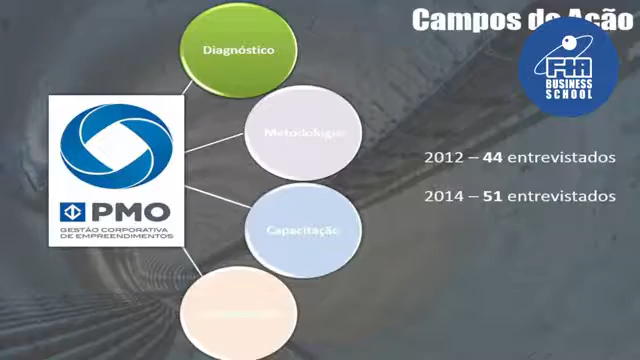 Campos de Ação
FIA
BUSINESS
SCHOOL
Diagnóstico
Metodologia
2012 – 44 entrevistados
2014 – 51 entrevistados
PMO
GESTÃO CORPORATIVA
DE EMPREENDIMENTOS
Capacitação